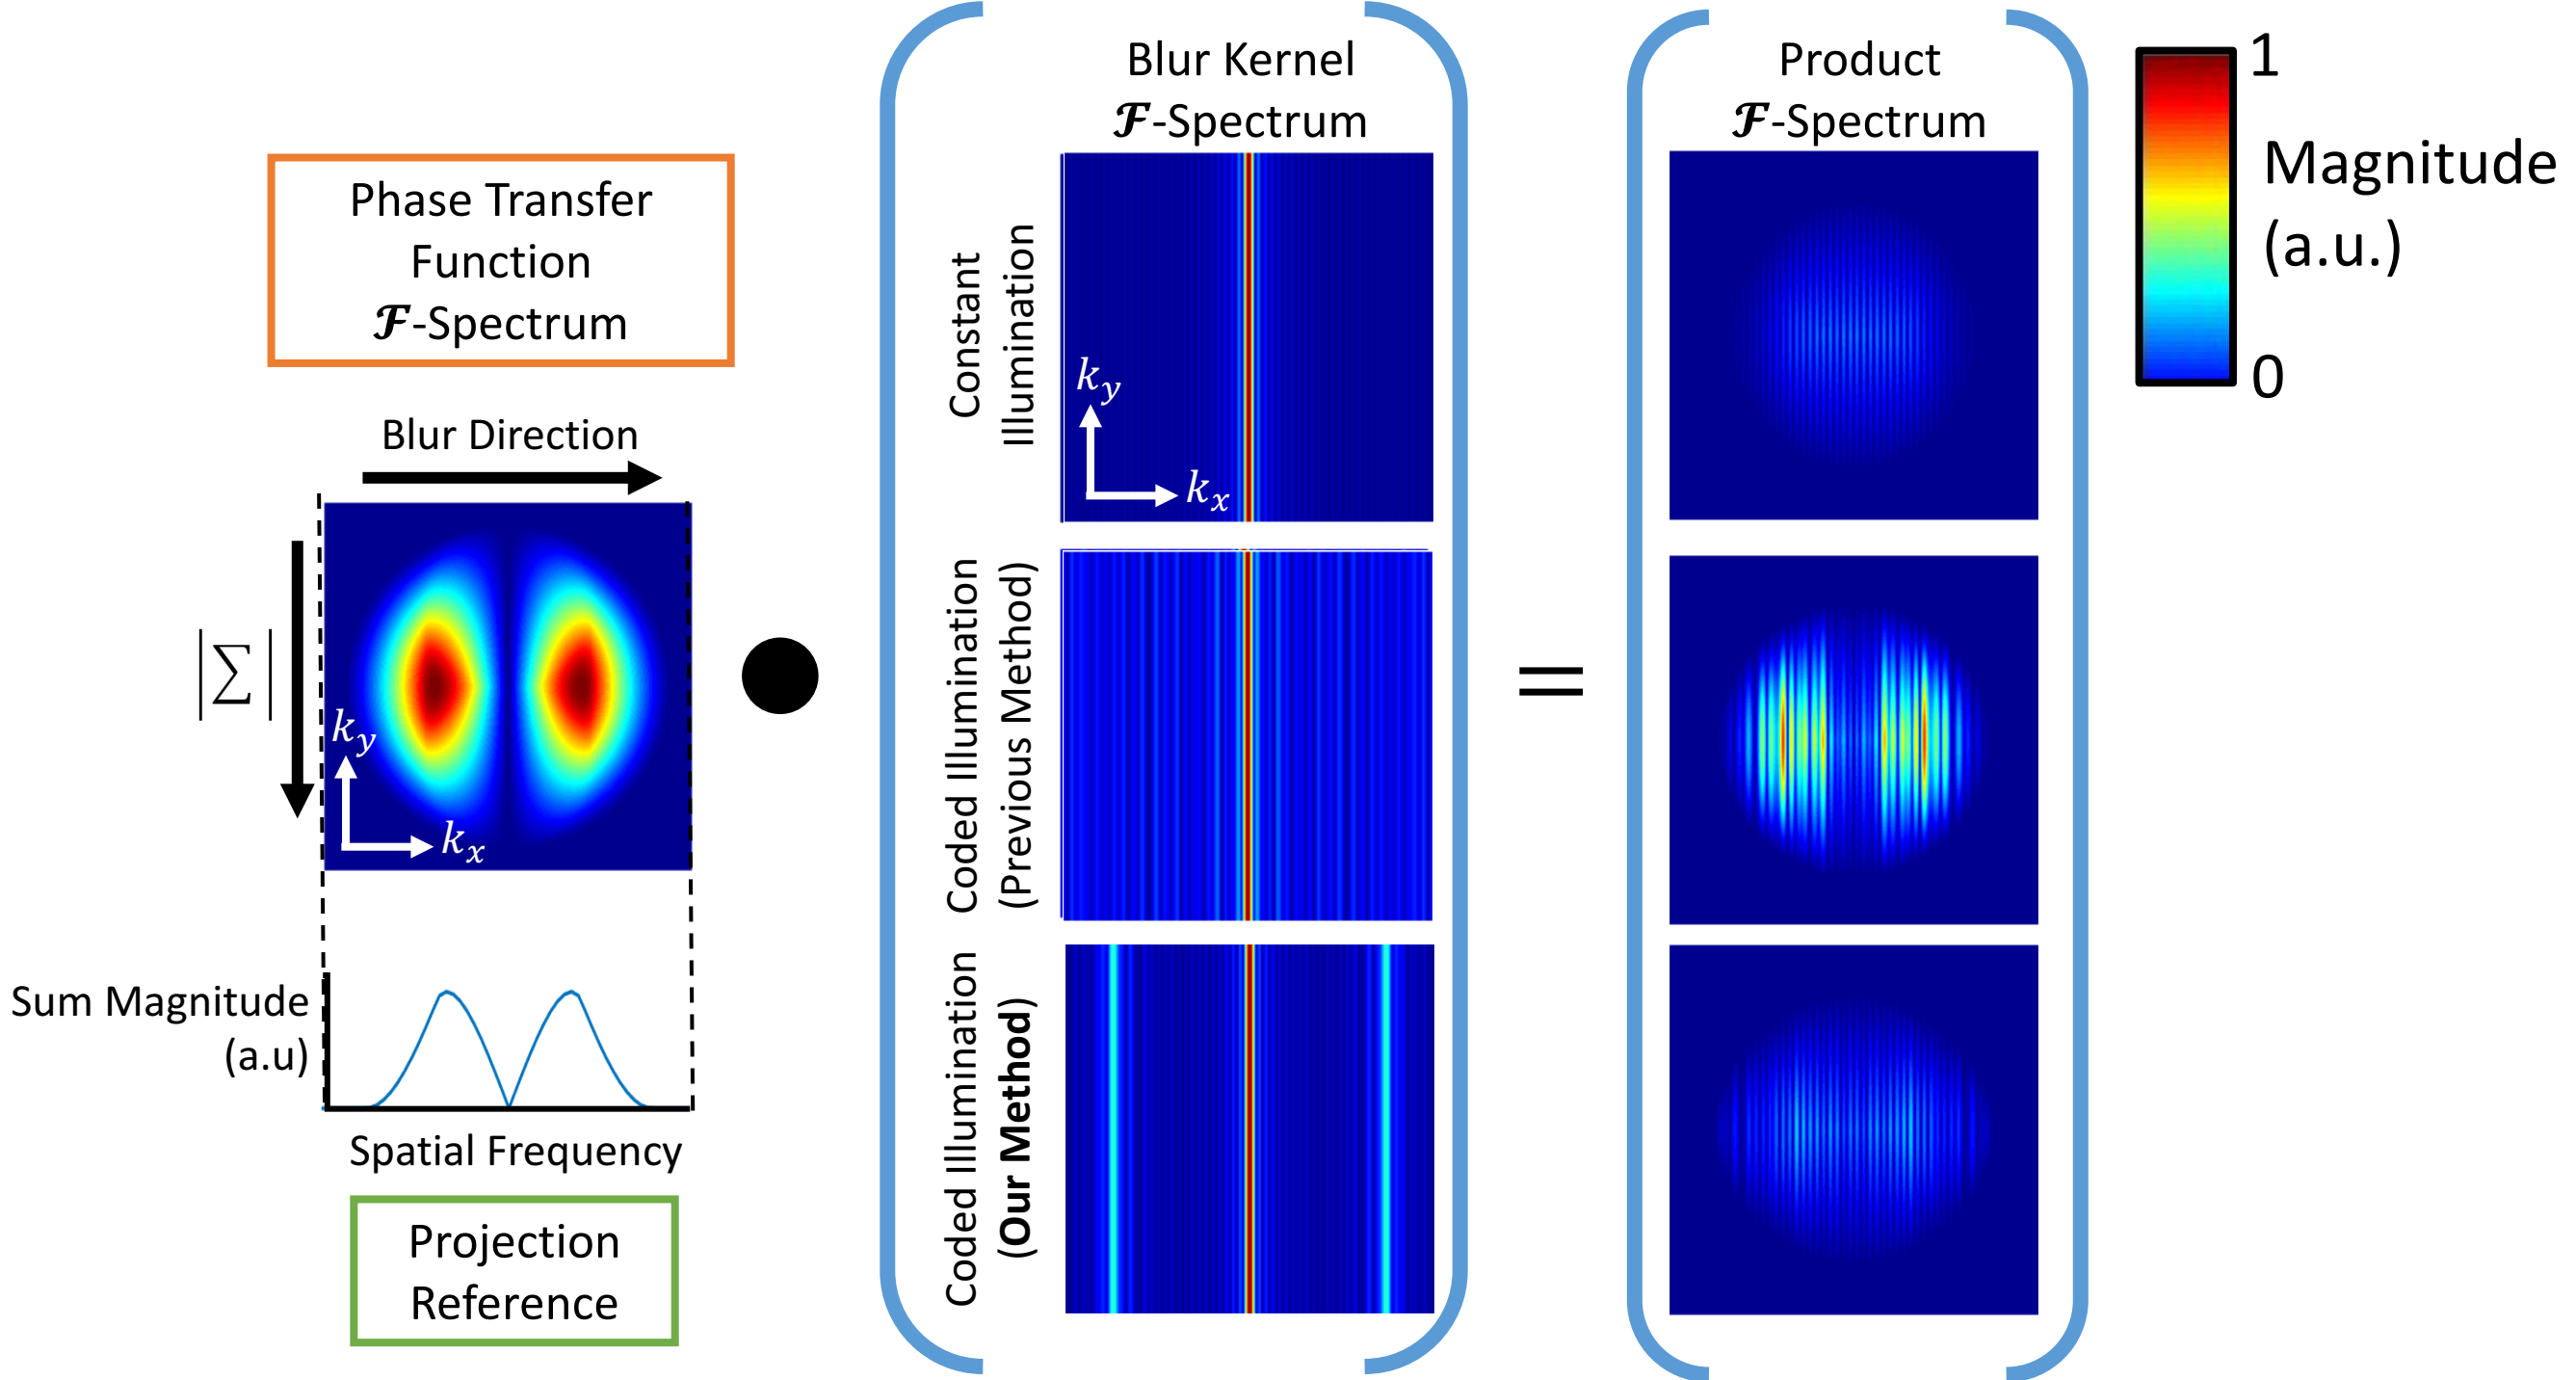 Phase Transfer
Function
𝓕-Spectrum
Blur Direction
|∑|
k_y
k_x
Sum Magnitude
(a.u)
Spatial Frequency
Projection
Reference
Blur Kernel
𝓕-Spectrum
Constant
Illumination
k_y
k_x
Coded Illumination
(Previous Method)
Coded Illumination
(Our Method)
=
Product
𝓕-Spectrum
1
Magnitude
(a.u.)
0